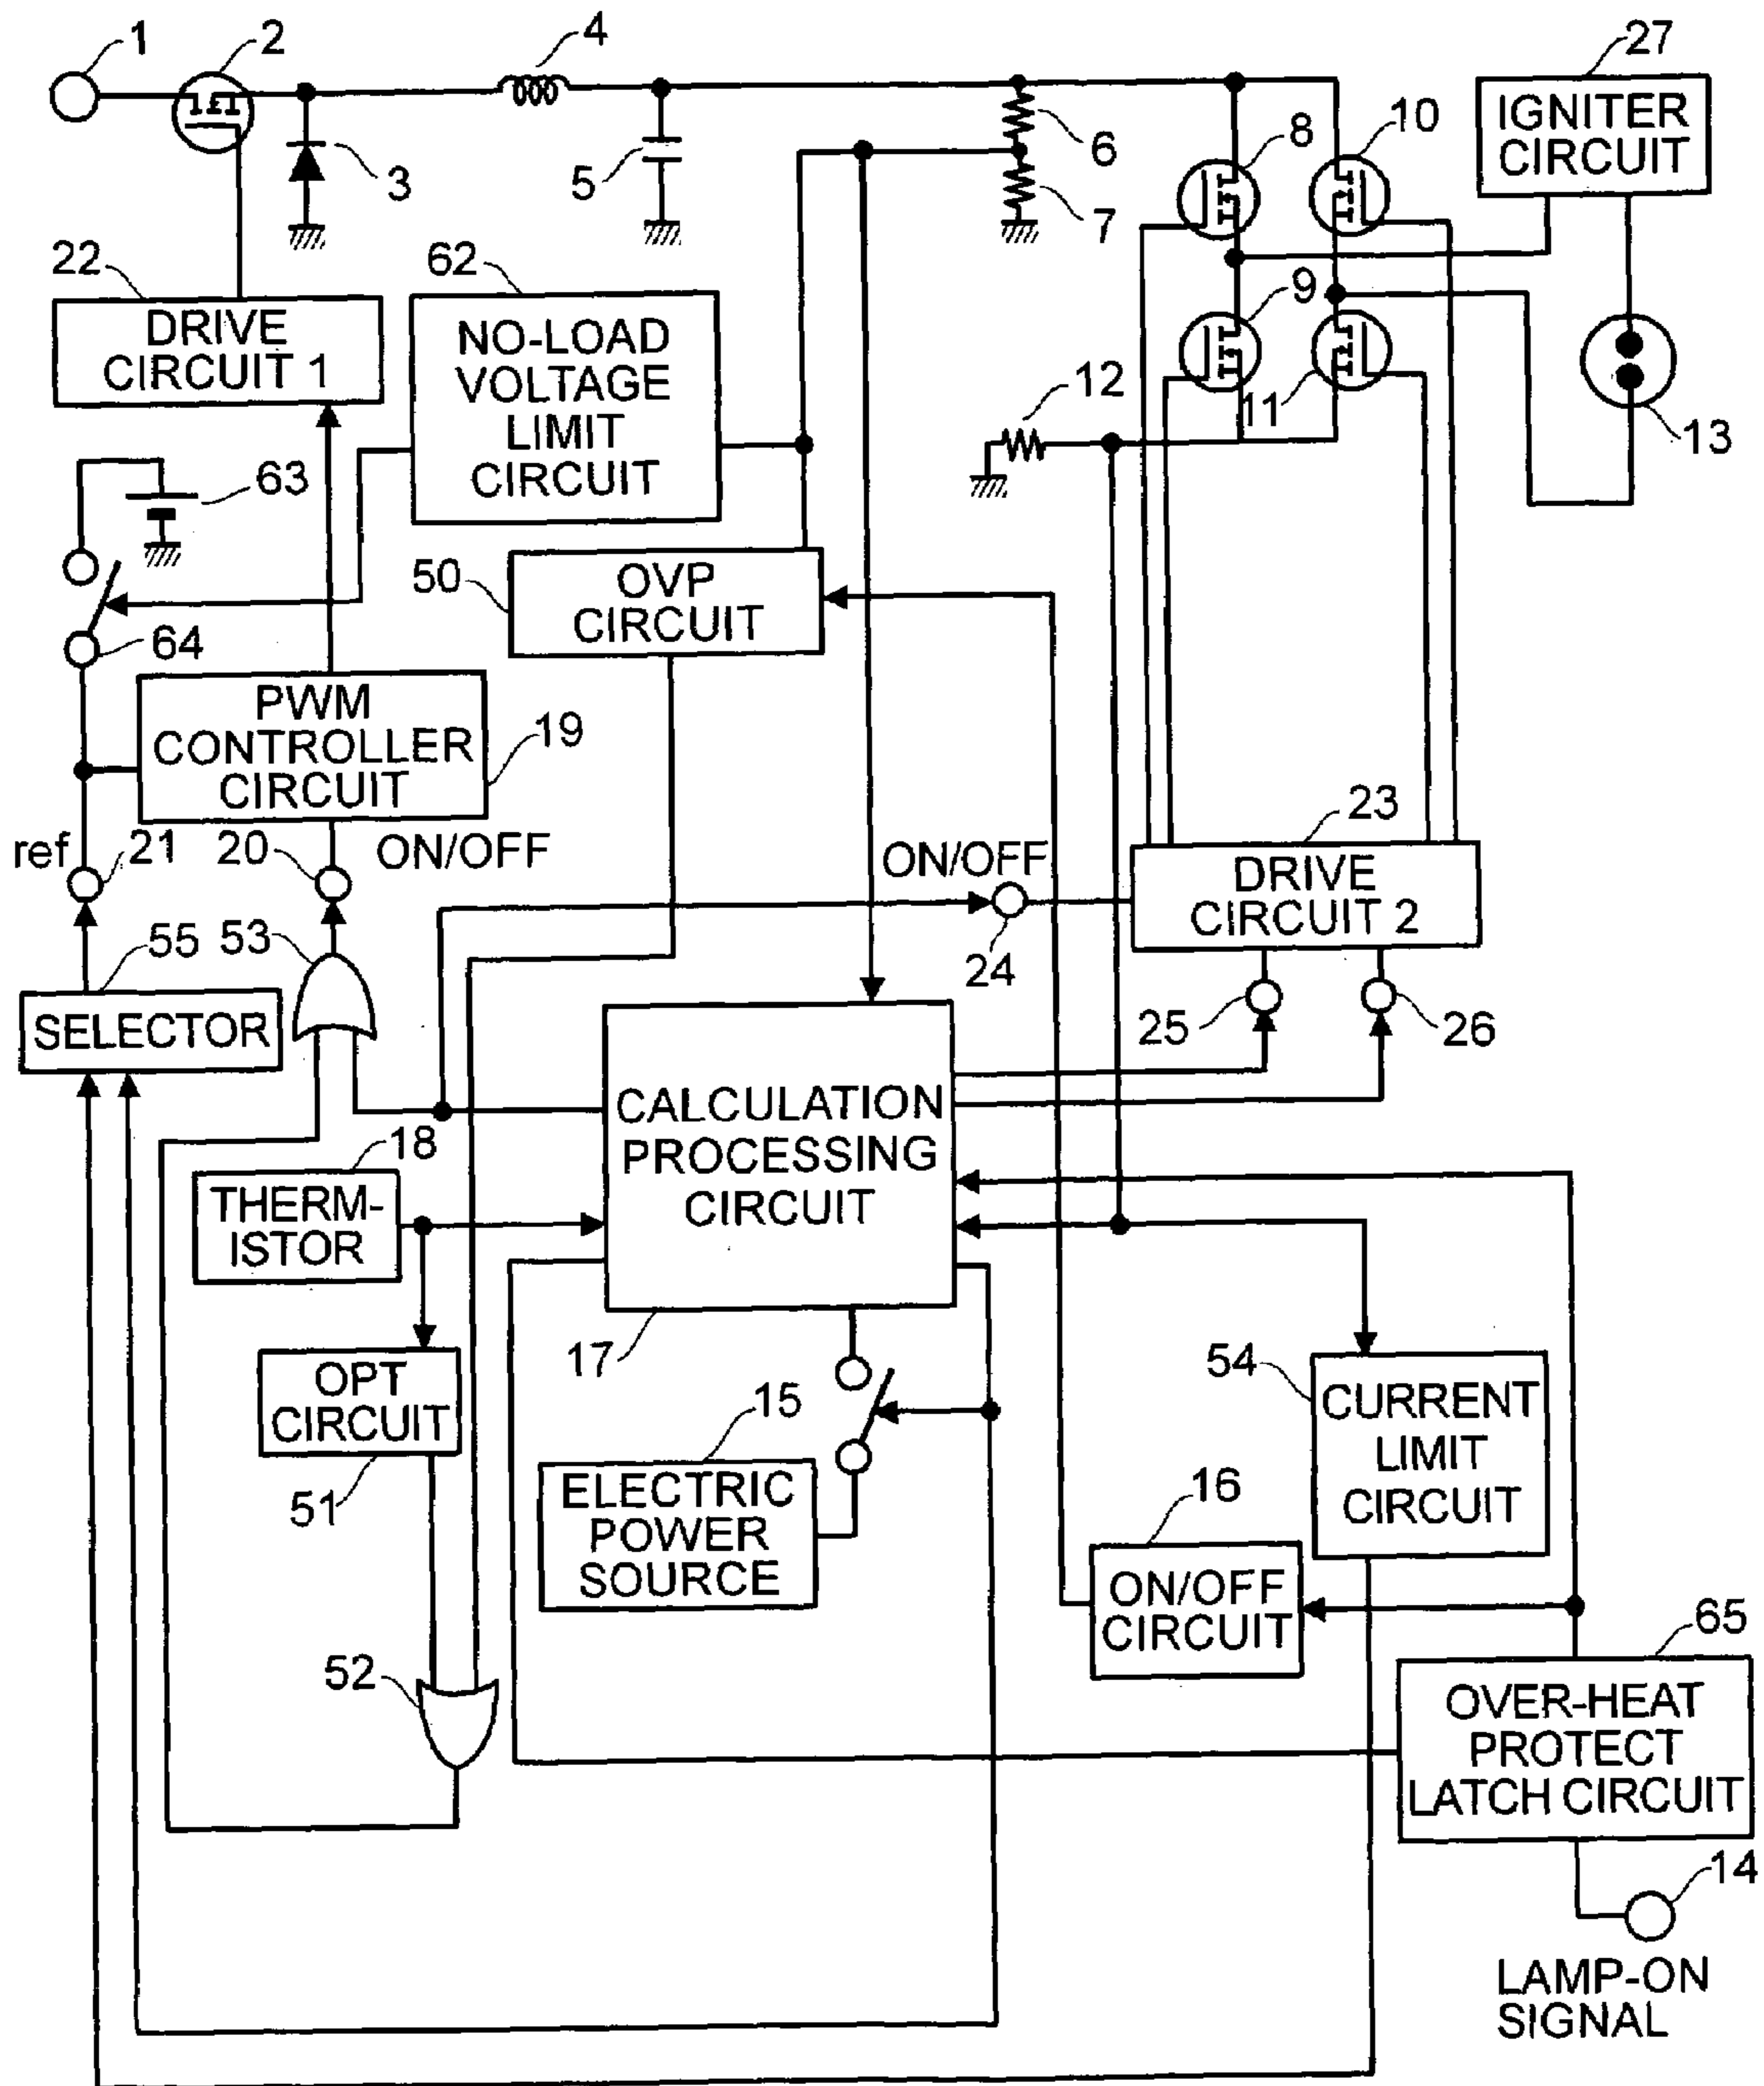 1
2
4
27
IGNITER
CIRCUIT
3
5
6
7
8
10
22
DRIVE
CIRCUIT 1
62
NO-LOAD
VOLTAGE
LIMIT
CIRCUIT
9
12
11
13
63
50
OVP
CIRCUIT
64
PWM
CONTROLLER
CIRCUIT
19
ref
21
20
ON/OFF
ON/OFF
24
23
DRIVE
CIRCUIT 2
55
53
SELECTOR
25
26
CALCULATION
PROCESSING
CIRCUIT
18
THERM-
ISTOR
17
OPT
CIRCUIT
51
15
ELECTRIC
POWER
SOURCE
54
CURRENT
LIMIT
CIRCUIT
16
ON/OFF
CIRCUIT
52
65
OVER-HEAT
PROTECT
LATCH CIRCUIT
14
LAMP-ON
SIGNAL